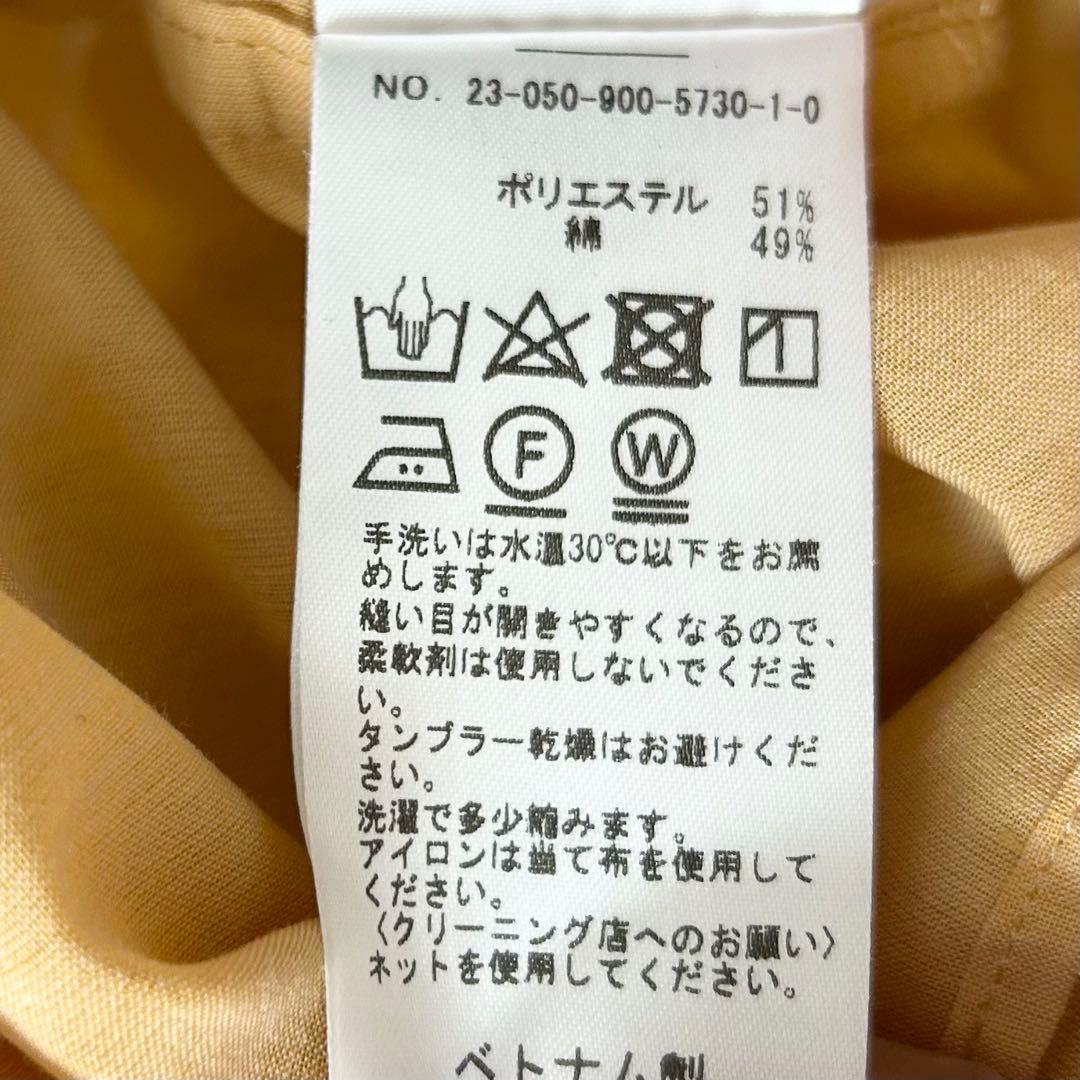 NO. 23-050-900-5730-1-0
ポリエステル 51%
綿 49%
F W
手洗いは水温30℃以下をお薦
めします。
縫い目が開きやすくなるので、
柔軟剤は使用しないでくださ
い。
タンブラー乾燥はお避けくだ
さい。
洗濯で多少縮みます。
アイロンは当て布を使用して
ください。
〈クリーニング店へのお願い〉
ネットを使用してください。
ベトナム製